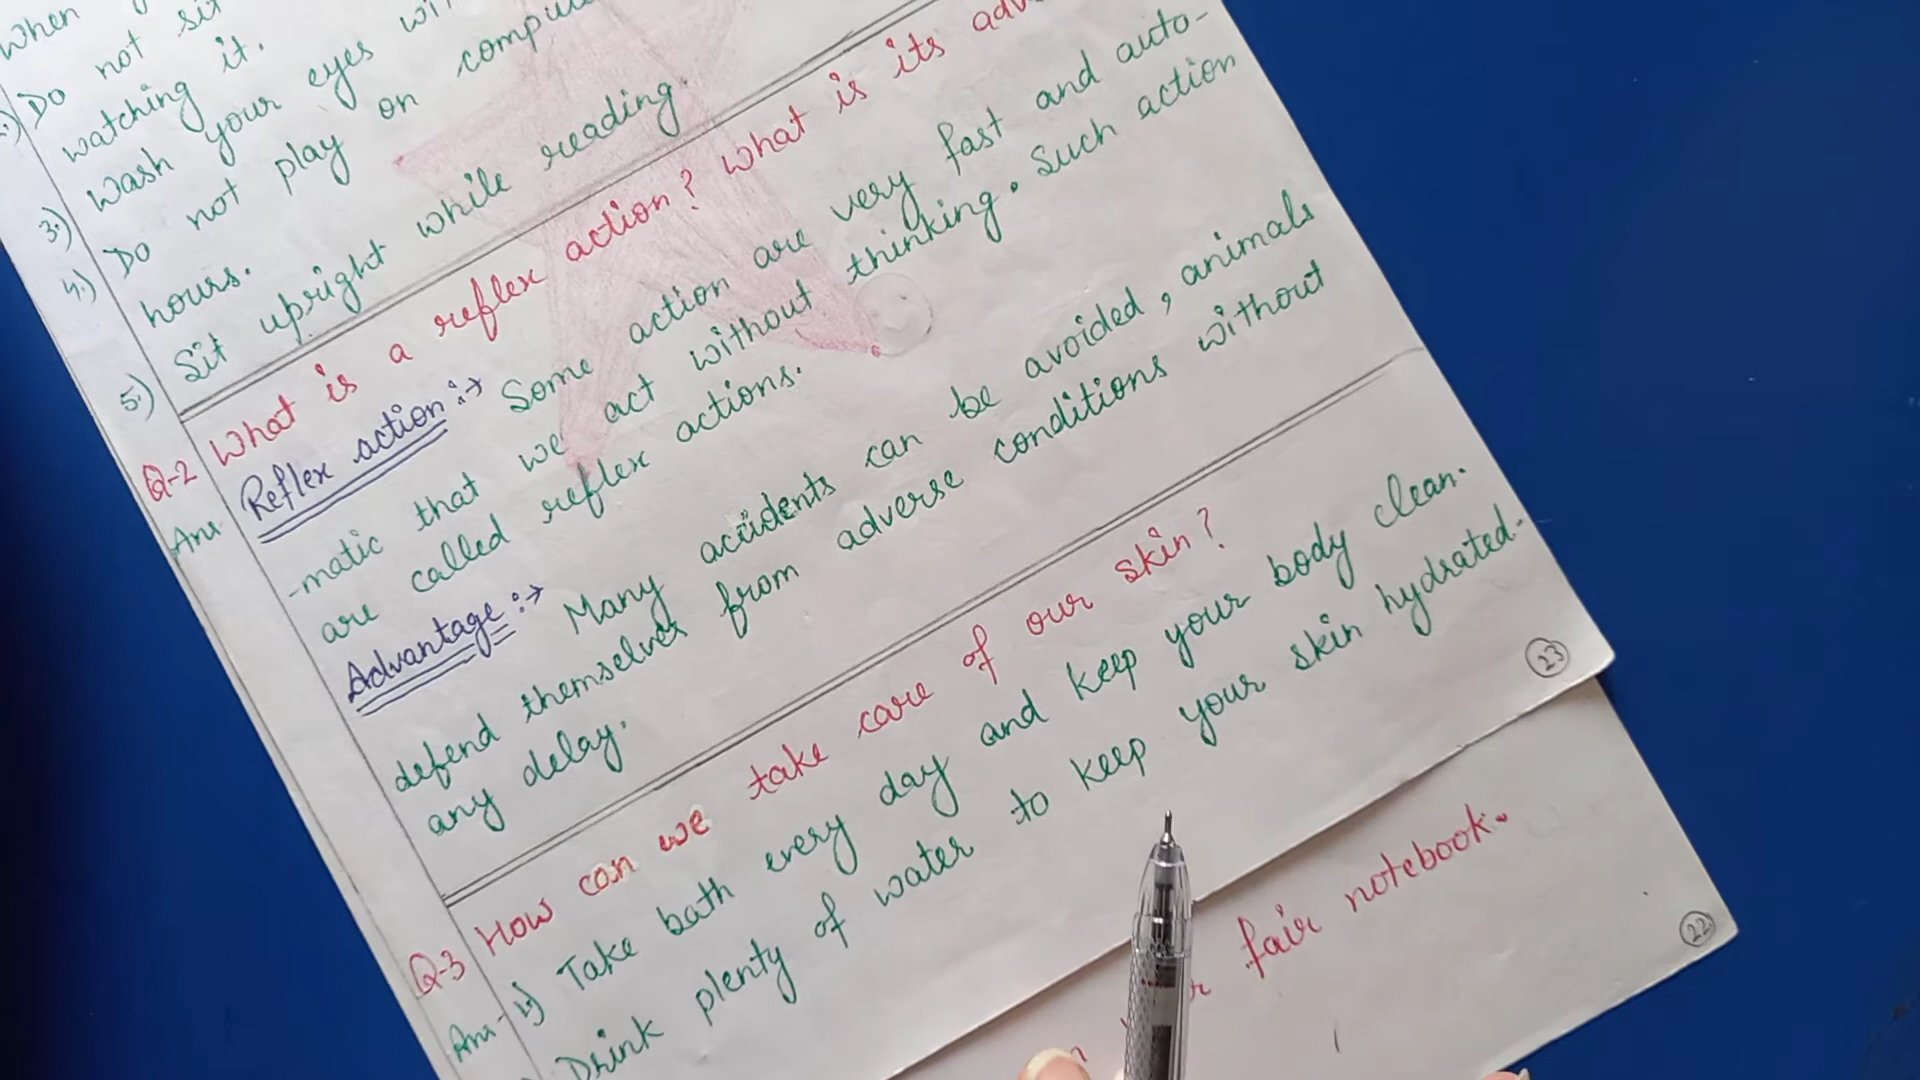 When
Do not sit
watching it.
Wash your eyes
3.) Do not play on
4.) hours.
5.) Sit upright while reading.
Q-2 What is a reflex action? What is its
Ans- Reflex action :→ Some action are very fast and auto-
-matic that we act without thinking. Such action
are called reflex actions.
Advantage :→ Many accidents can be avoided, animals
defend themselves from adverse conditions without
any delay.
Q-3 How can we take care of our skin?
Ans- Take bath every day and keep your body clean.
Drink plenty of water to keep your skin hydrated.
23
fair notebook.
22